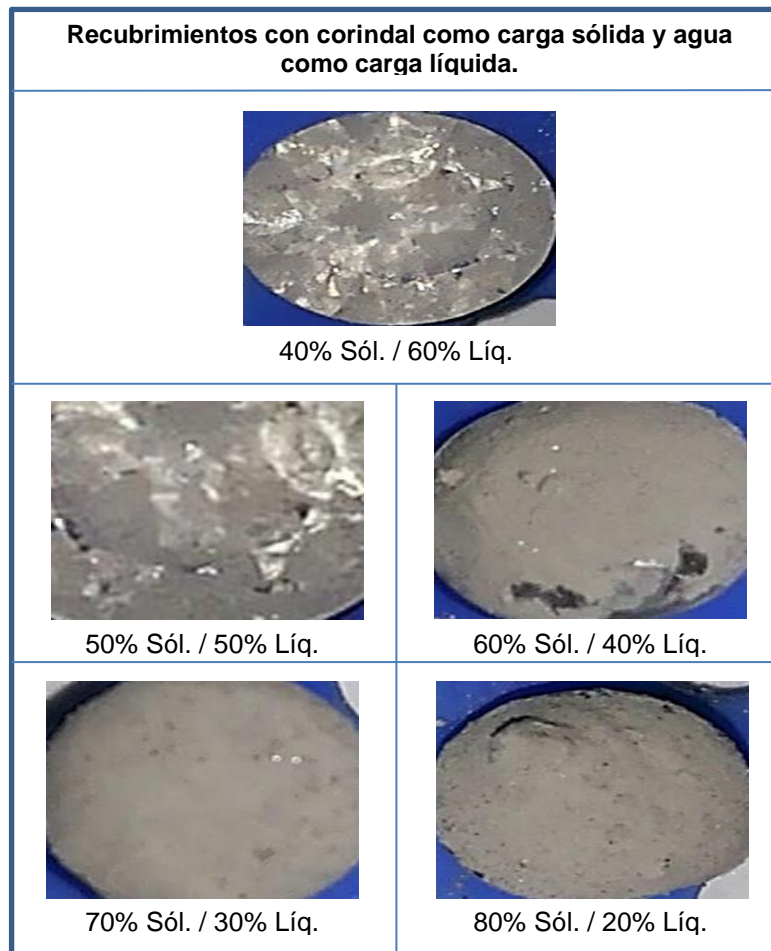 Recubrimientos con corindal como carga sólida y agua
como carga líquida.
40% Sól. / 60% Líq.
50% Sól. / 50% Líq.
60% Sól. / 40% Líq.
70% Sól. / 30% Líq.
80% Sól. / 20% Líq.